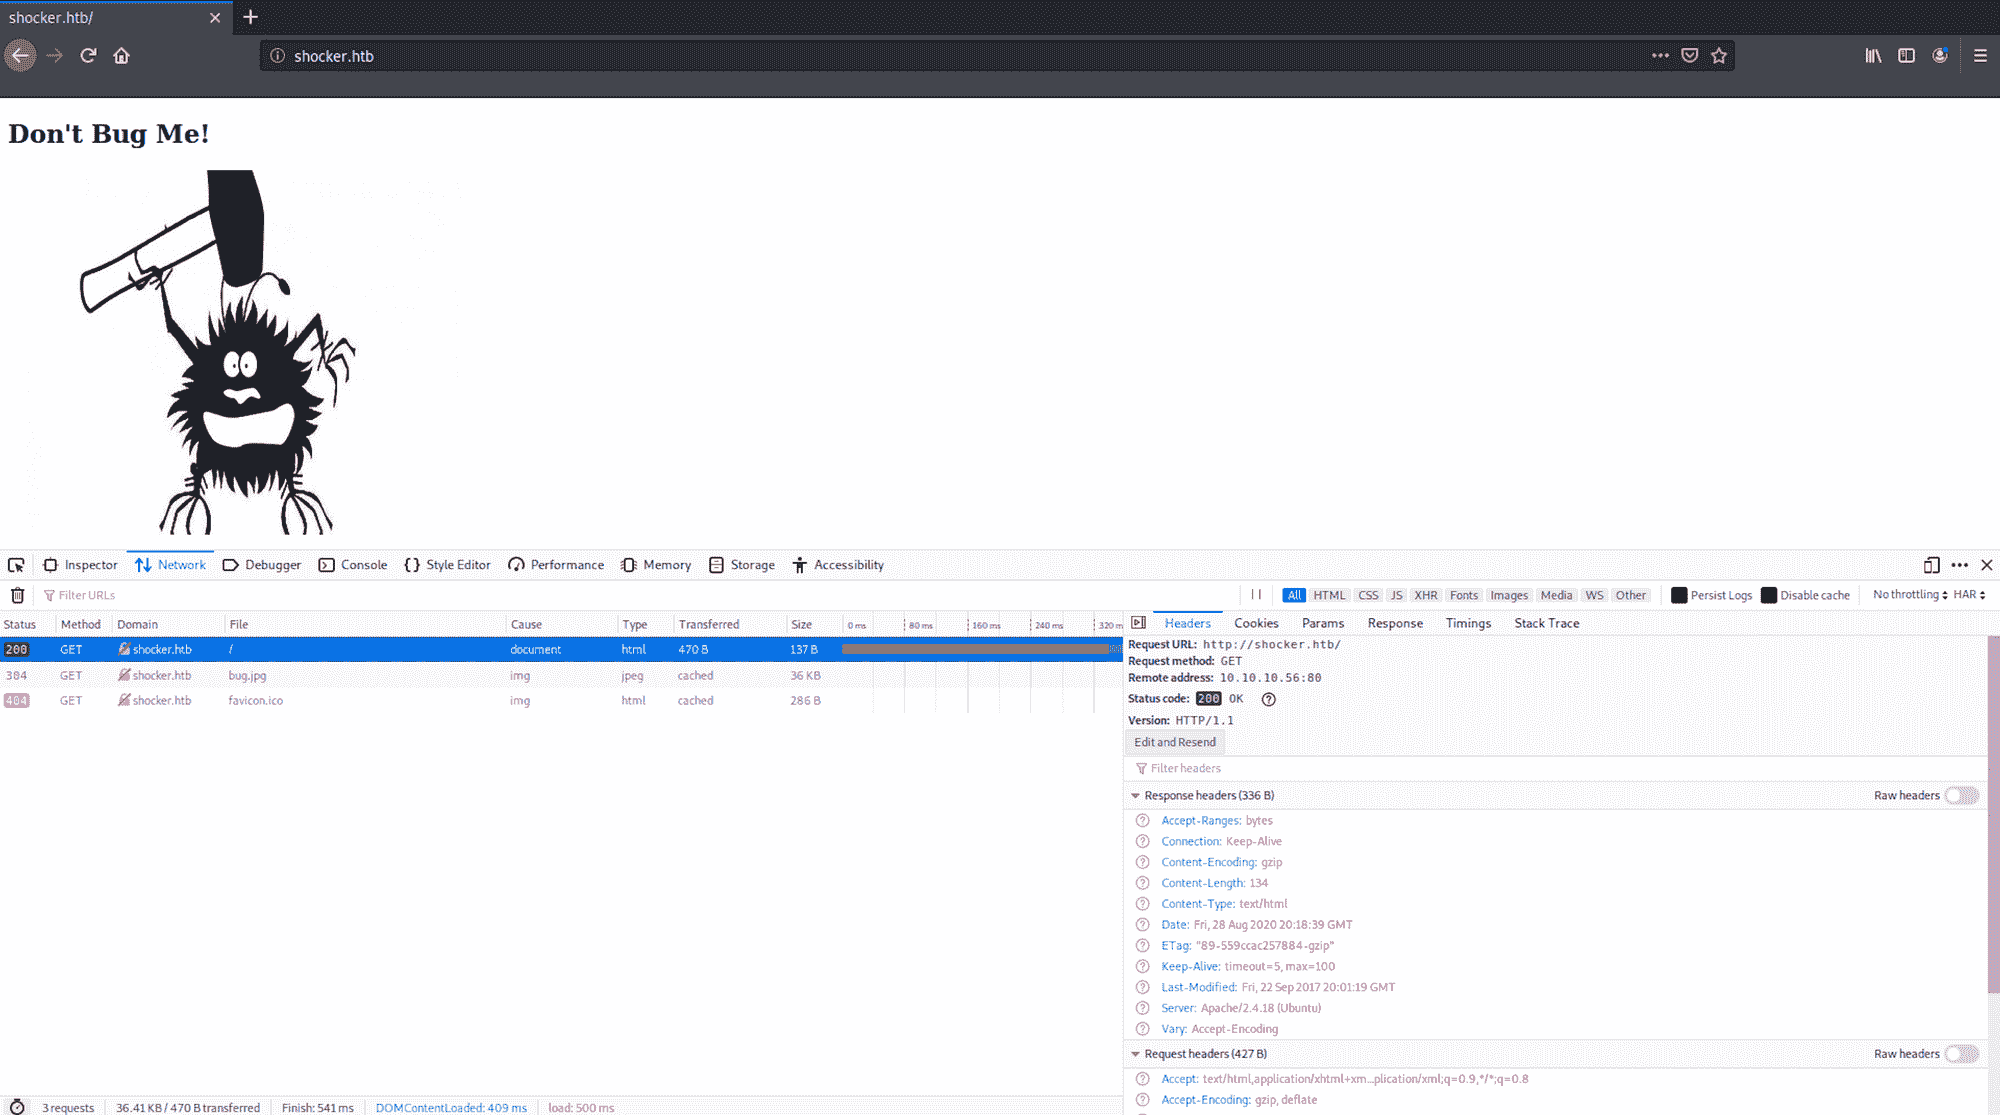 shocker.htb/
shocker.htb
Don't Bug Me!
Inspector Network Debugger Console Style Editor Performance Memory Storage Accessibility
Filter URLs
All HTML CSS JS XHR Fonts Images Media WS Other Persist Logs Disable cache No throttling HAR
Status Method Domain File Cause Type Transferred Size 0 ms 80 ms 160 ms 240 ms 320 m
200 GET shocker.htb / document html 470 B 137 B
304 GET shocker.htb bug.jpg img jpeg cached 36 KB
404 GET shocker.htb favicon.ico img html cached 286 B
Headers Cookies Params Response Timings Stack Trace
Request URL: http://shocker.htb/
Request method: GET
Remote address: 10.10.10.56:80
Status code: 200 OK
Version: HTTP/1.1
Edit and Resend
Filter headers
Response headers (336 B) Raw headers
Accept-Ranges: bytes
Connection: Keep-Alive
Content-Encoding: gzip
Content-Length: 134
Content-Type: text/html
Date: Fri, 28 Aug 2020 20:18:39 GMT
ETag: "89-559ccac257884-gzip"
Keep-Alive: timeout=5, max=100
Last-Modified: Fri, 22 Sep 2017 20:01:19 GMT
Server: Apache/2.4.18 (Ubuntu)
Vary: Accept-Encoding
Request headers (427 B) Raw headers
Accept: text/html,application/xhtml+xm...plication/xml;q=0.9,*/*;q=0.8
Accept-Encoding: gzip, deflate
3 requests 36.41 KB / 470 B transferred Finish: 541 ms DOMContentLoaded: 409 ms load: 500 ms